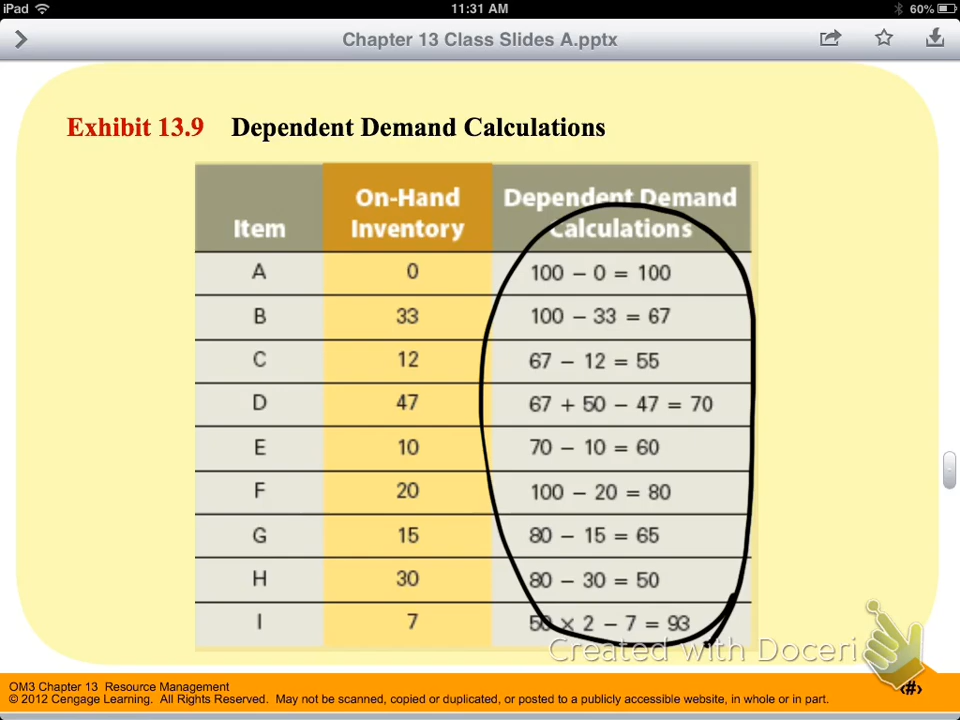 iPad 11:31 AM 60%
Chapter 13 Class Slides A.pptx
Exhibit 13.9 Dependent Demand Calculations
Item On-Hand Inventory Dependent Demand Calculations
A 0 100 – 0 = 100
B 33 100 – 33 = 67
C 12 67 – 12 = 55
D 47 67 + 50 – 47 = 70
E 10 70 – 10 = 60
F 20 100 – 20 = 80
G 15 80 – 15 = 65
H 30 80 – 30 = 50
I 7 50 × 2 – 7 = 93
Created with Doceri
OM3 Chapter 13 Resource Management
© 2012 Cengage Learning. All Rights Reserved. May not be scanned, copied or duplicated, or posted to a publicly accessible website, in whole or in part.
‹#›